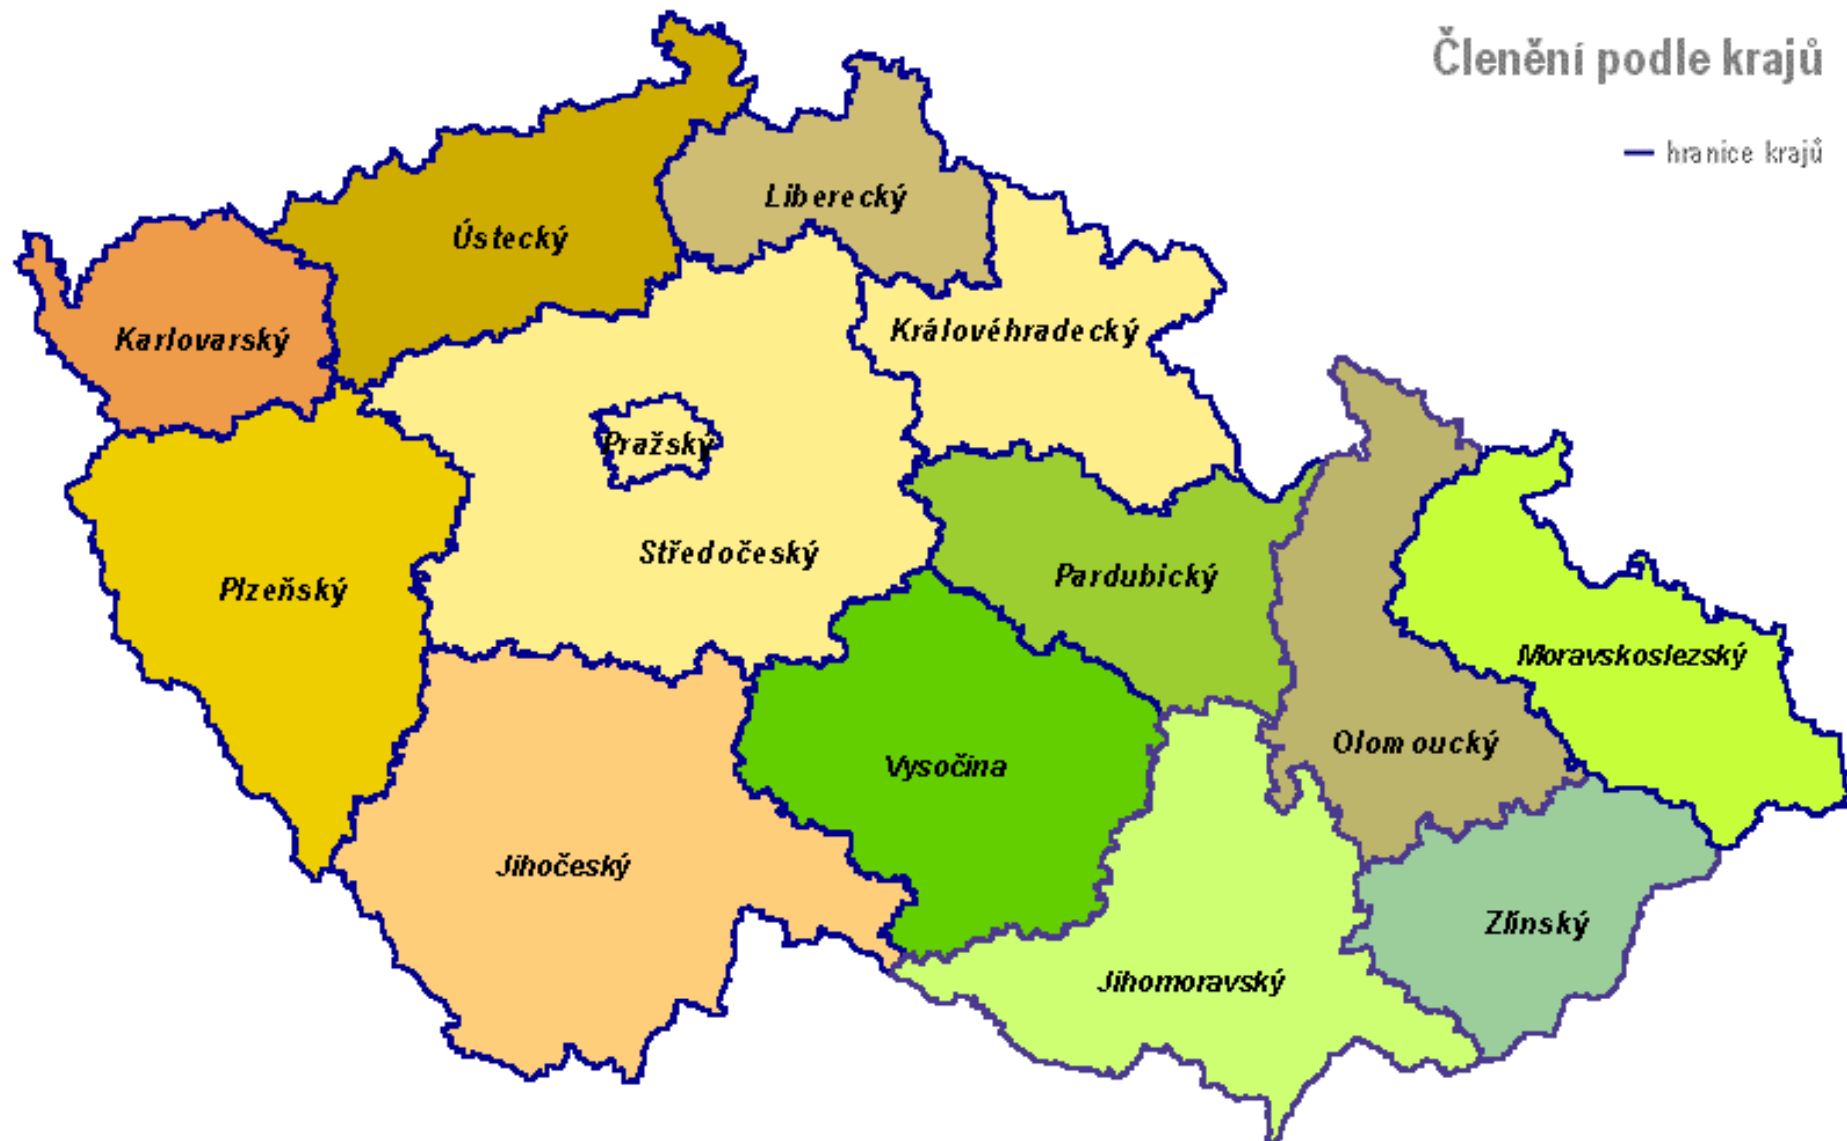 Členění podle krajů
hranice krajů
Liberecký
Ústecký
Karlovarský
Královéhradecký
Pražský
Středočeský
Pardubický
Plzeňský
Moravskoslezský
Olomoucký
Vysočina
Jihočeský
Zlínský
Jihomoravský